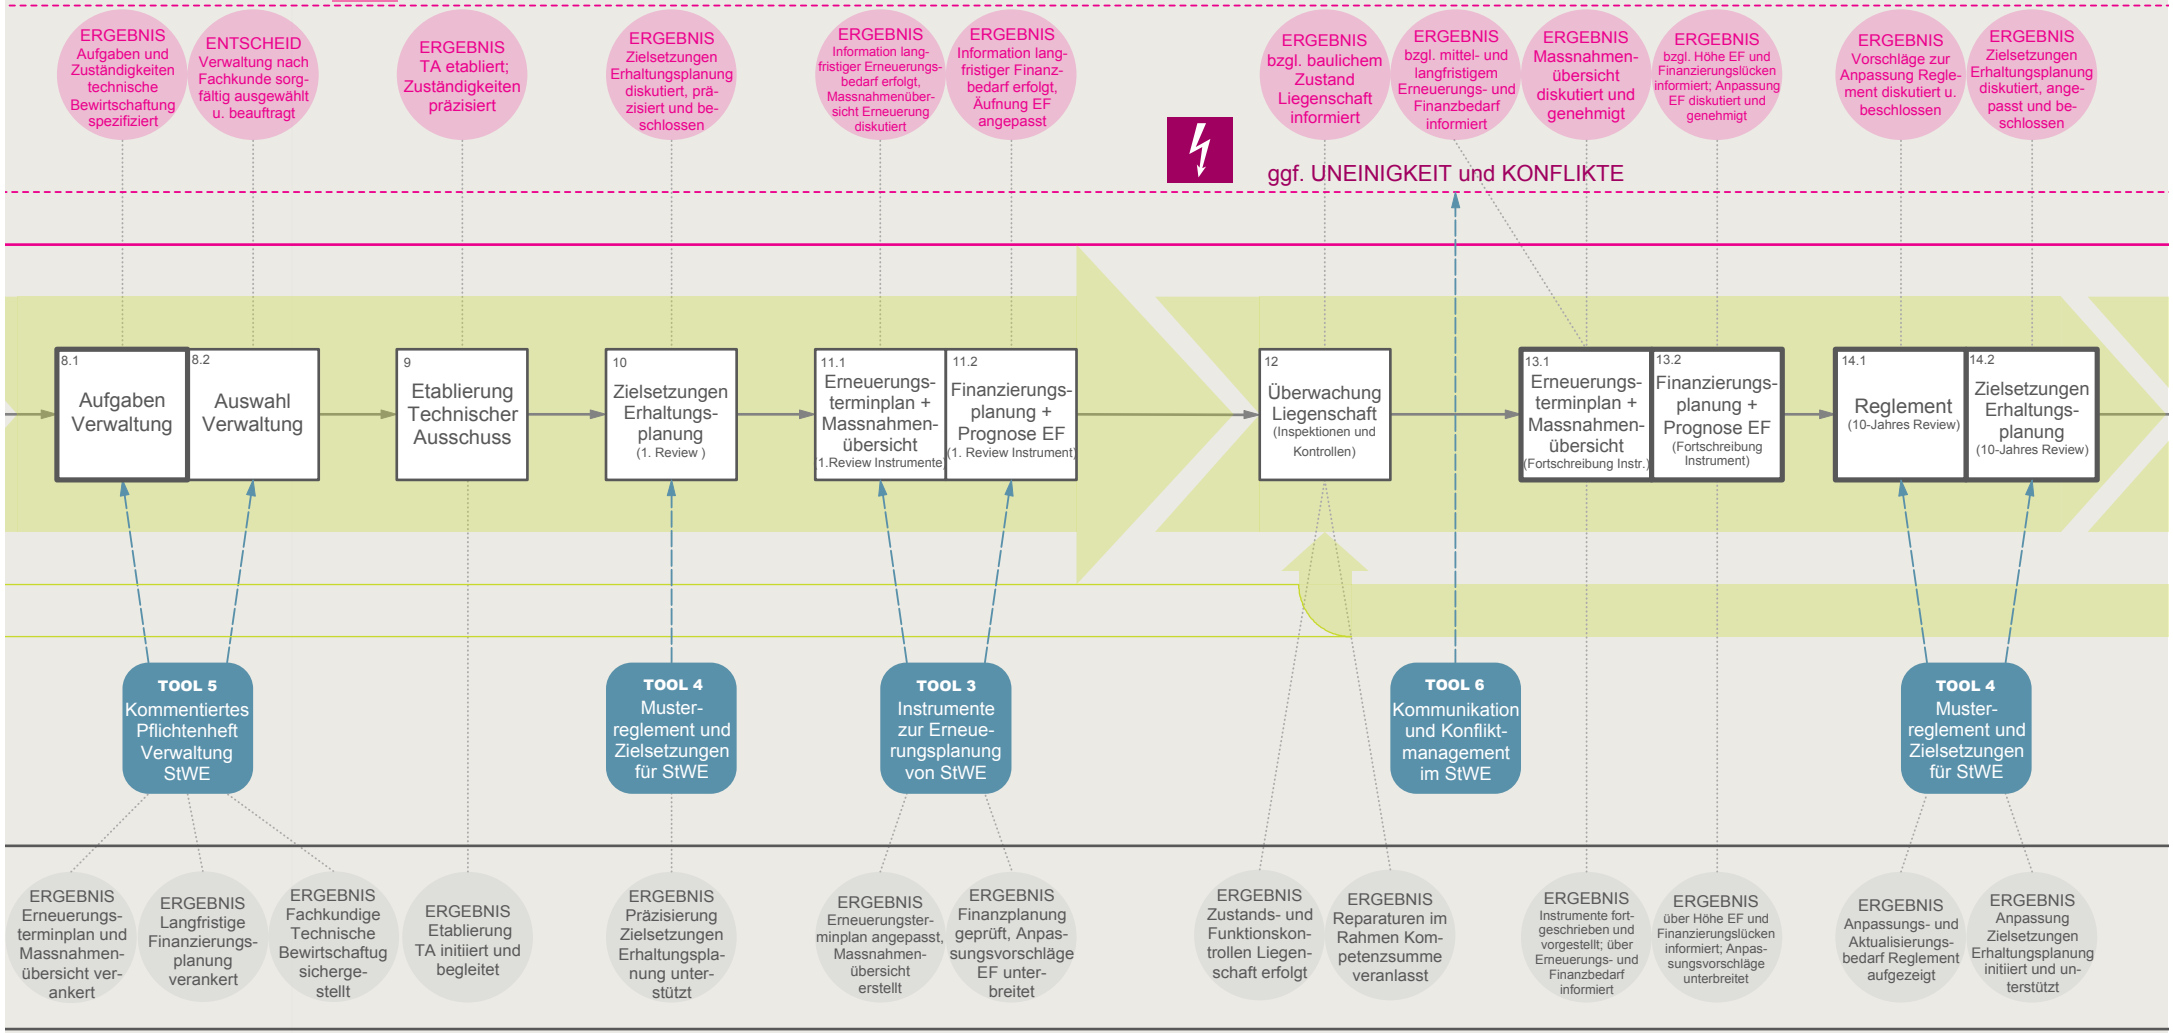 ERGEBNIS
Aufgaben und
Zuständigkeiten
technische
Bewirtschaftung
spezifiziert
ENTSCHEID
Verwaltung nach
Fachkunde sorg-
fältig ausgewählt
u. beauftragt
ERGEBNIS
TA etabliert;
Zuständigkeiten
präzisiert
ERGEBNIS
Zielsetzungen
Erhaltungsplanung
diskutiert, prä-
zisiert und be-
schlossen
ERGEBNIS
Information lang-
fristiger Erneuerungs-
bedarf erfolgt,
Massnahmenüber-
sicht Erneuerung
diskutiert
ERGEBNIS
Information lang-
fristiger Finanz-
bedarf erfolgt,
Äufnung EF
angepasst
ERGEBNIS
bzgl. baulichem
Zustand
Liegenschaft
informiert
ERGEBNIS
bzgl. mittel- und
langfristigem
Erneuerungs- und
Finanzbedarf
informiert
ERGEBNIS
Massnahmen-
übersicht
diskutiert und
genehmigt
ERGEBNIS
bzgl. Höhe EF und
Finanzierungslücken
informiert; Anpassung
EF diskutiert und
genehmigt
ERGEBNIS
Vorschläge zur
Anpassung Regle-
ment diskutiert u.
beschlossen
ERGEBNIS
Zielsetzungen
Erhaltungsplanung
diskutiert, ange-
passt und be-
schlossen
ggf. UNEINIGKEIT und KONFLIKTE
8.1
Aufgaben
Verwaltung
8.2
Auswahl
Verwaltung
9
Etablierung
Technischer
Ausschuss
10
Zielsetzungen
Erhaltungs-
planung
(1. Review )
11.1
Erneuerungs-
terminplan +
Massnahmen-
übersicht
(1.Review Instrumente)
11.2
Finanzierungs-
planung +
Prognose EF
(1. Review Instrument)
12
Überwachung
Liegenschaft
(Inspektionen und
Kontrollen)
13.1
Erneuerungs-
terminplan +
Massnahmen-
übersicht
(Fortschreibung Instr.)
13.2
Finanzierungs-
planung +
Prognose EF
(Fortschreibung
Instrument)
14.1
Reglement
(10-Jahres Review)
14.2
Zielsetzungen
Erhaltungs-
planung
(10-Jahres Review)
TOOL 5
Kommentiertes
Pflichtenheft
Verwaltung
StWE
TOOL 4
Muster-
reglement und
Zielsetzungen
für StWE
TOOL 3
Instrumente
zur Erneue-
rungsplanung
von StWE
TOOL 6
Kommunikation
und Konflikt-
management
im StWE
TOOL 4
Muster-
reglement und
Zielsetzungen
für StWE
ERGEBNIS
Erneuerungs-
terminplan und
Massnahmen-
übersicht ver-
ankert
ERGEBNIS
Langfristige
Finanzierungs-
planung
verankert
ERGEBNIS
Fachkundige
Technische
Bewirtschaftug
sicherge-
stellt
ERGEBNIS
Etablierung
TA initiiert und
begleitet
ERGEBNIS
Präzisierung
Zielsetzungen
Erhaltungspla-
nung unter-
stützt
ERGEBNIS
Erneuerungster-
minplan angepasst,
Massnahmen-
übersicht
erstellt
ERGEBNIS
Finanzplanung
geprüft, Anpas-
sungsvorschläge
EF unter-
breitet
ERGEBNIS
Zustands- und
Funktionskon-
trollen Liegen-
schaft erfolgt
ERGEBNIS
Reparaturen im
Rahmen Kom-
petenzsumme
veranlasst
ERGEBNIS
Instrumente fort-
geschrieben und
vorgestellt; über
Erneuerungs- und
Finanzbedarf
informiert
ERGEBNIS
über Höhe EF und
Finanzierungslücken
informiert; Anpas-
sungsvorschläge
unterbreitet
ERGEBNIS
Anpassungs- und
Aktualisierungs-
bedarf Reglement
aufgezeigt
ERGEBNIS
Anpassung
Zielsetzungen
Erhaltungsplanung
initiiert und un-
terstützt